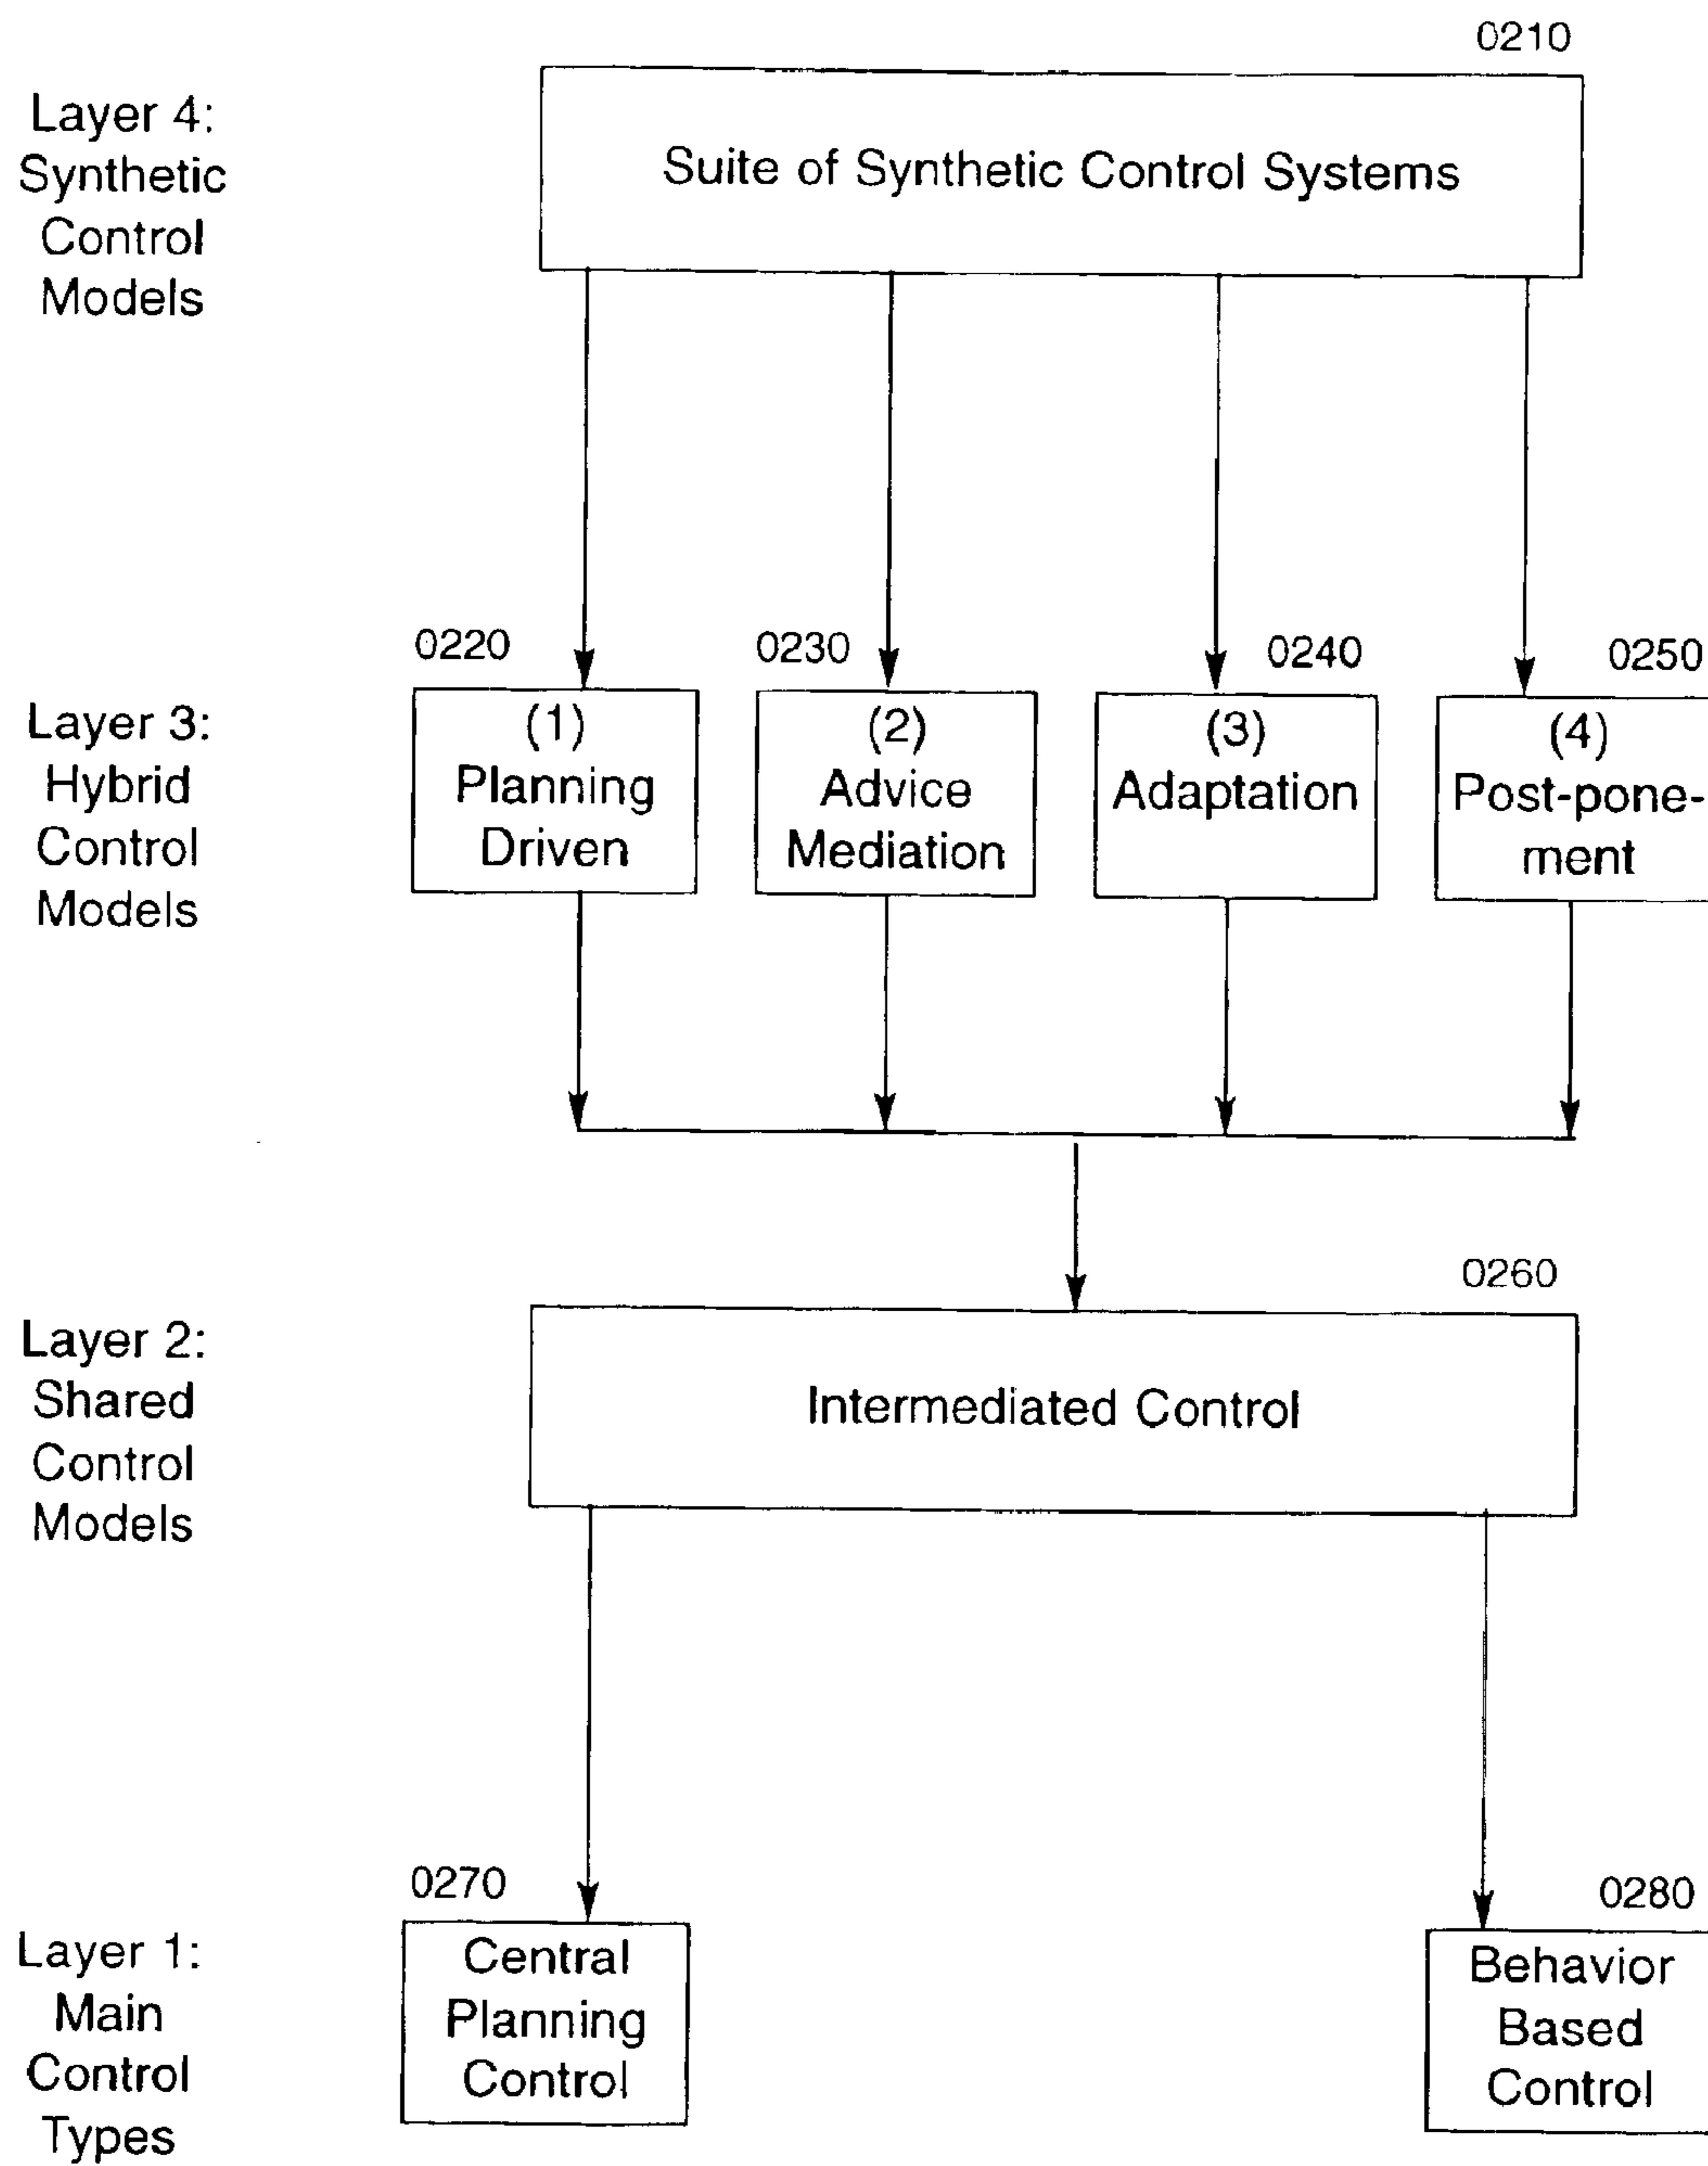 0210
Layer 4:
Synthetic
Control
Models
Suite of Synthetic Control Systems
Layer 3:
Hybrid
Control
Models
0220
(1)
Planning
Driven
0230
(2)
Advice
Mediation
0240
(3)
Adaptation
0250
(4)
Post-pone-
ment
Layer 2:
Shared
Control
Models
0260
Intermediated Control
Layer 1:
Main
Control
Types
0270
Central
Planning
Control
0280
Behavior
Based
Control